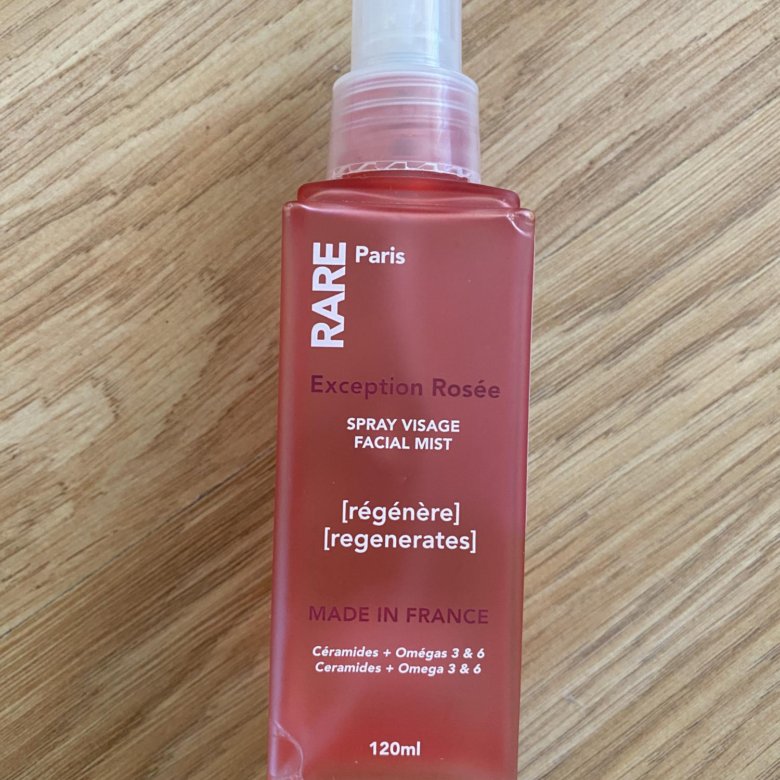 RARE Paris
Exception Rosée
SPRAY VISAGE
FACIAL MIST
[régénère]
[regenerates]
MADE IN FRANCE
Céramides + Omégas 3 & 6
Ceramides + Omega 3 & 6
120ml